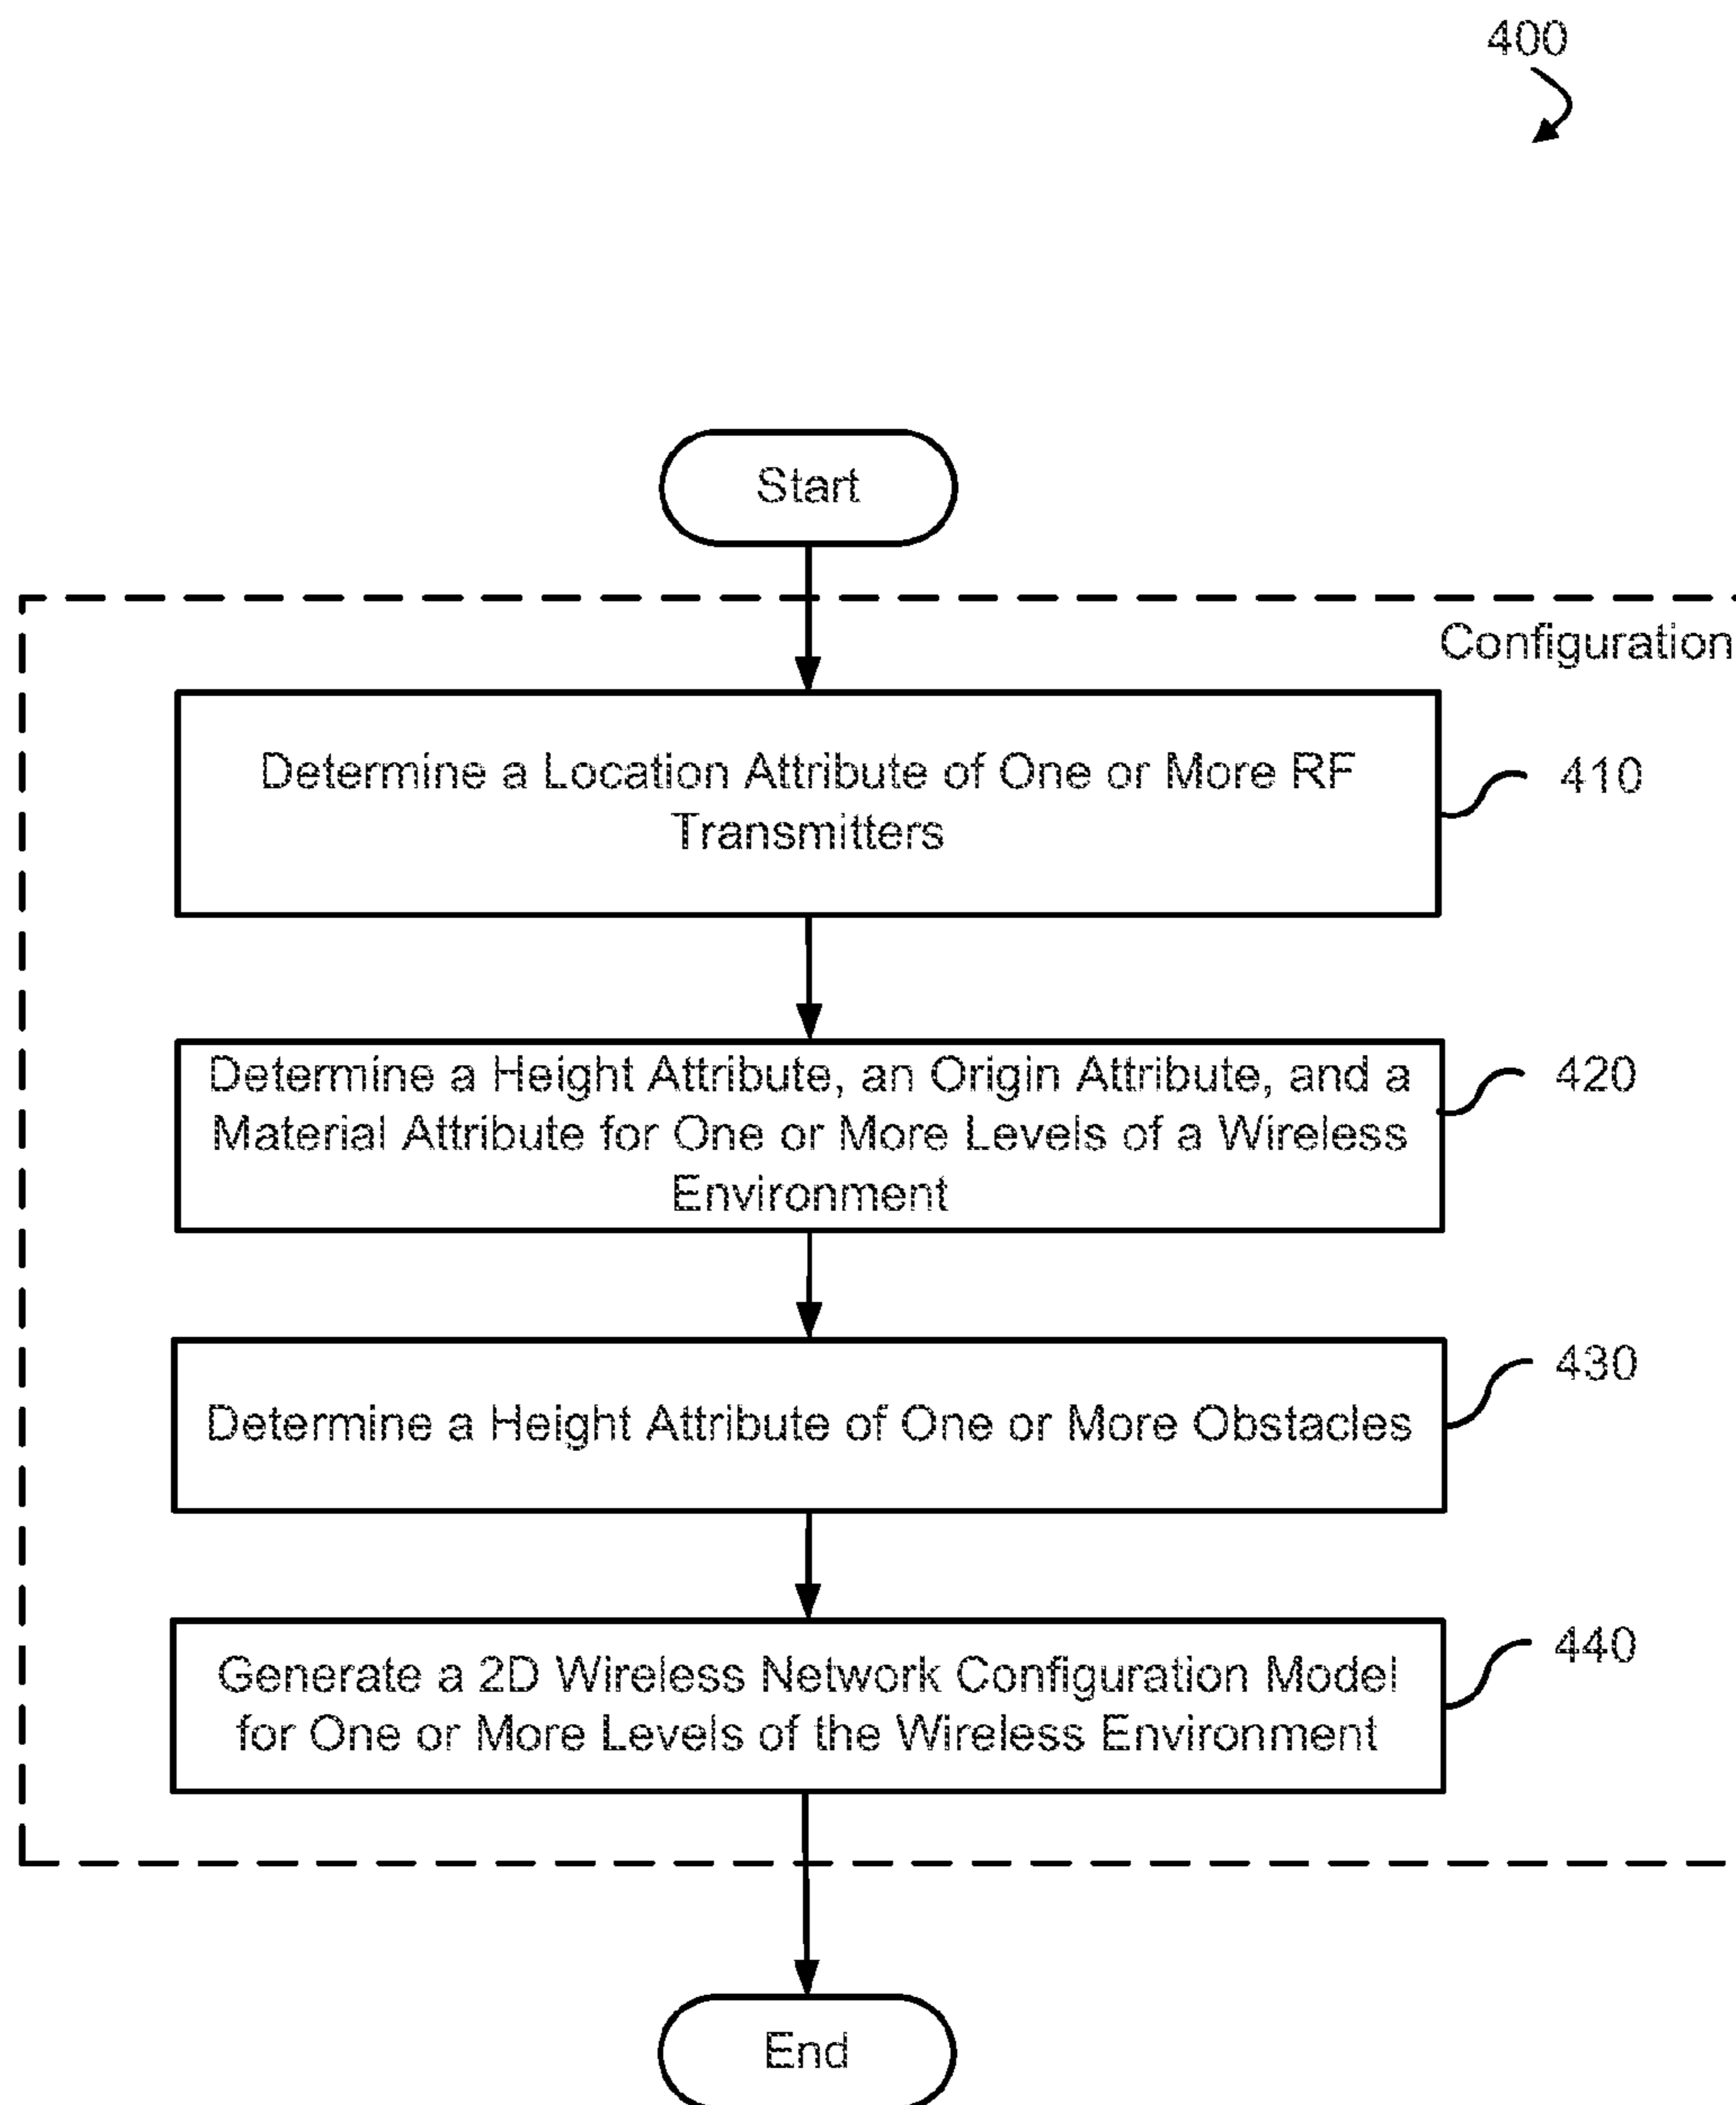 400
Start
Configuration
Determine a Location Attribute of One or More RF
Transmitters
410
Determine a Height Attribute, an Origin Attribute, and a
Material Attribute for One or More Levels of a Wireless
Environment
420
Determine a Height Attribute of One or More Obstacles
430
Generate a 2D Wireless Network Configuration Model
for One or More Levels of the Wireless Environment
440
End